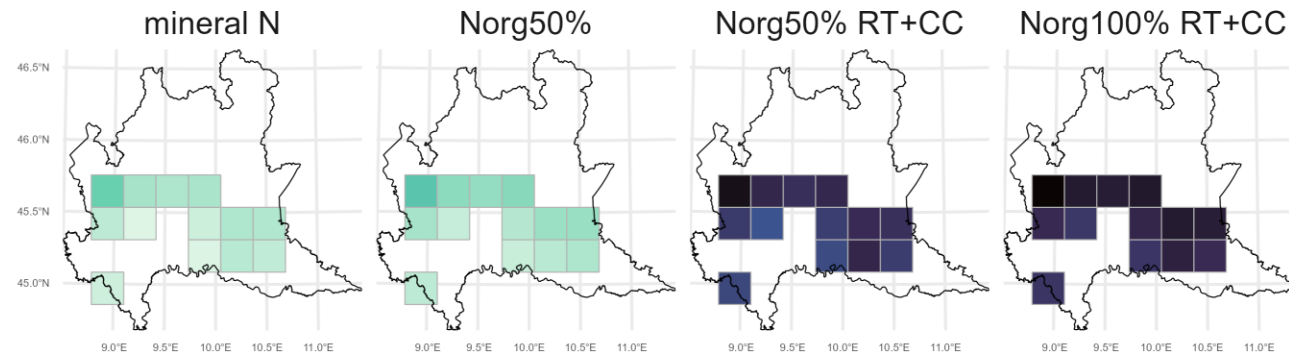 mineral N Norg50% Norg50% RT+CC Norg100% RT+CC
46.5°N
46.0°N
45.5°N
45.0°N
9.0°E 9.5°E 10.0°E 10.5°E 11.0°E 9.0°E 9.5°E 10.0°E 10.5°E 11.0°E 9.0°E 9.5°E 10.0°E 10.5°E 11.0°E 9.0°E 9.5°E 10.0°E 10.5°E 11.0°E